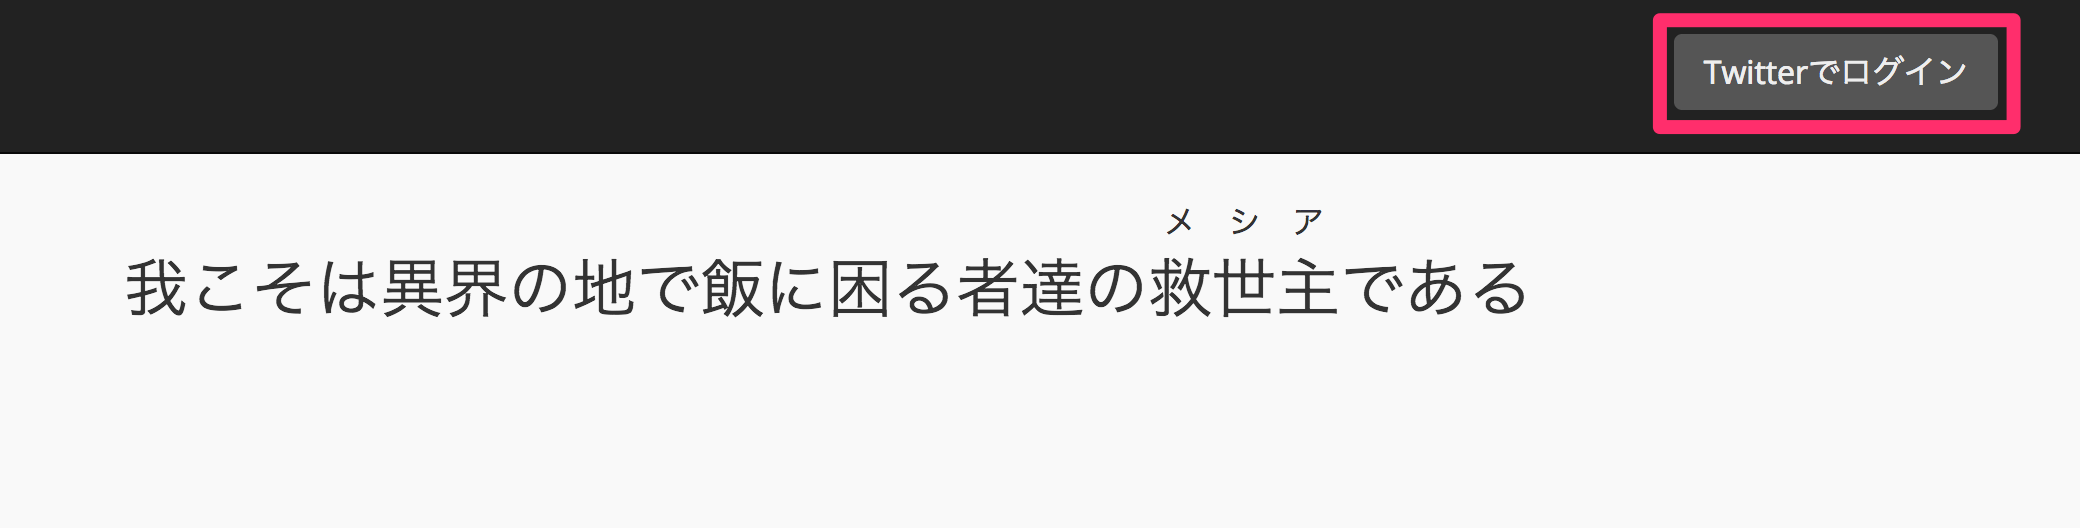 Twitterでログイン
メシア
我こそは異界の地で飯に困る者達の救世主である